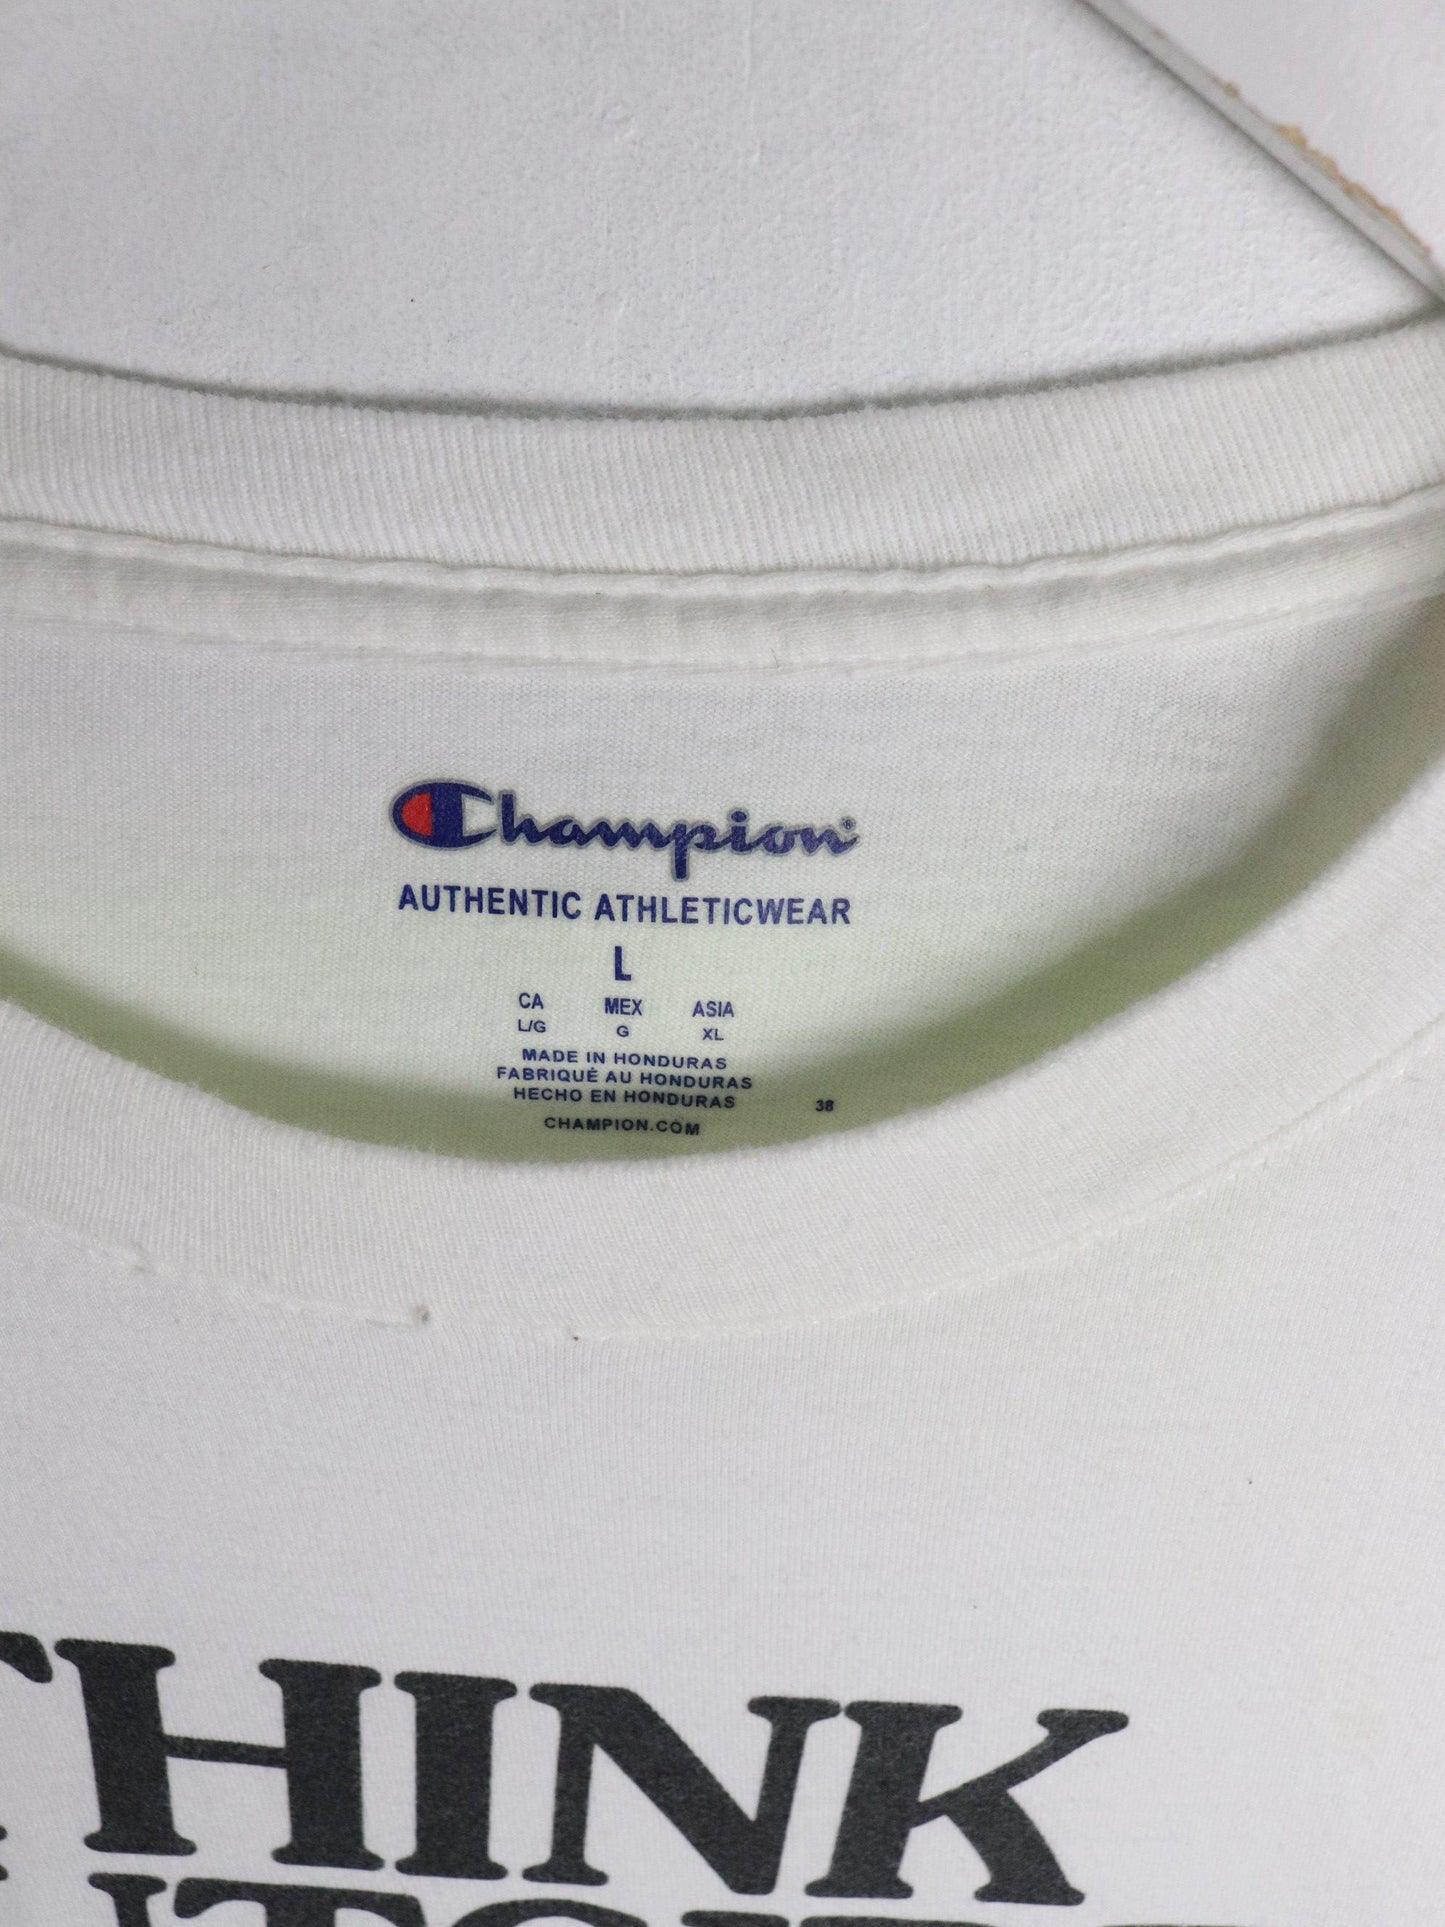 Champion®
AUTHENTIC ATHLETICWEAR
L
CA MEX ASIA
L/G G XL
MADE IN HONDURAS
FABRIQUÉ AU HONDURAS
HECHO EN HONDURAS 38
CHAMPION.COM
THINK